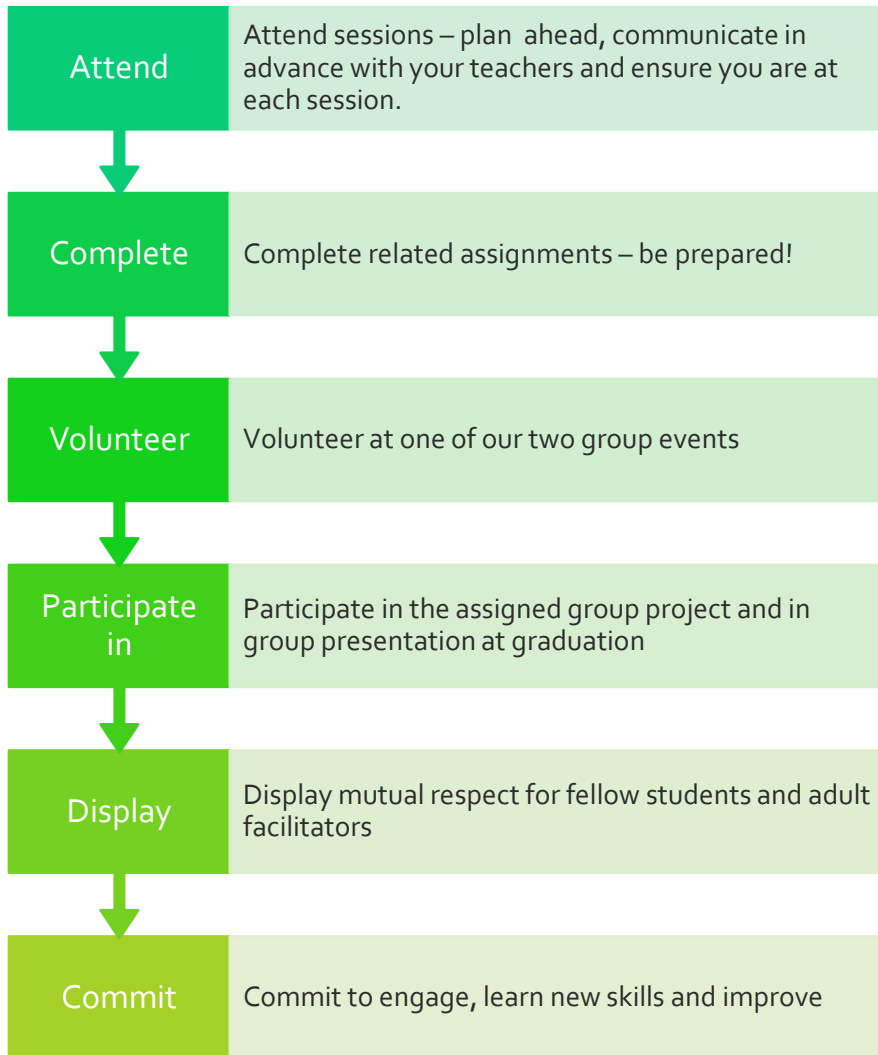 Attend
Attend sessions – plan  ahead, communicate in
advance with your teachers and ensure you are at
each session.
Complete
Complete related assignments – be prepared!
Volunteer
Volunteer at one of our two group events
Participate
in
Participate in the assigned group project and in
group presentation at graduation
Display
Display mutual respect for fellow students and adult
facilitators
Commit
Commit to engage, learn new skills and improve